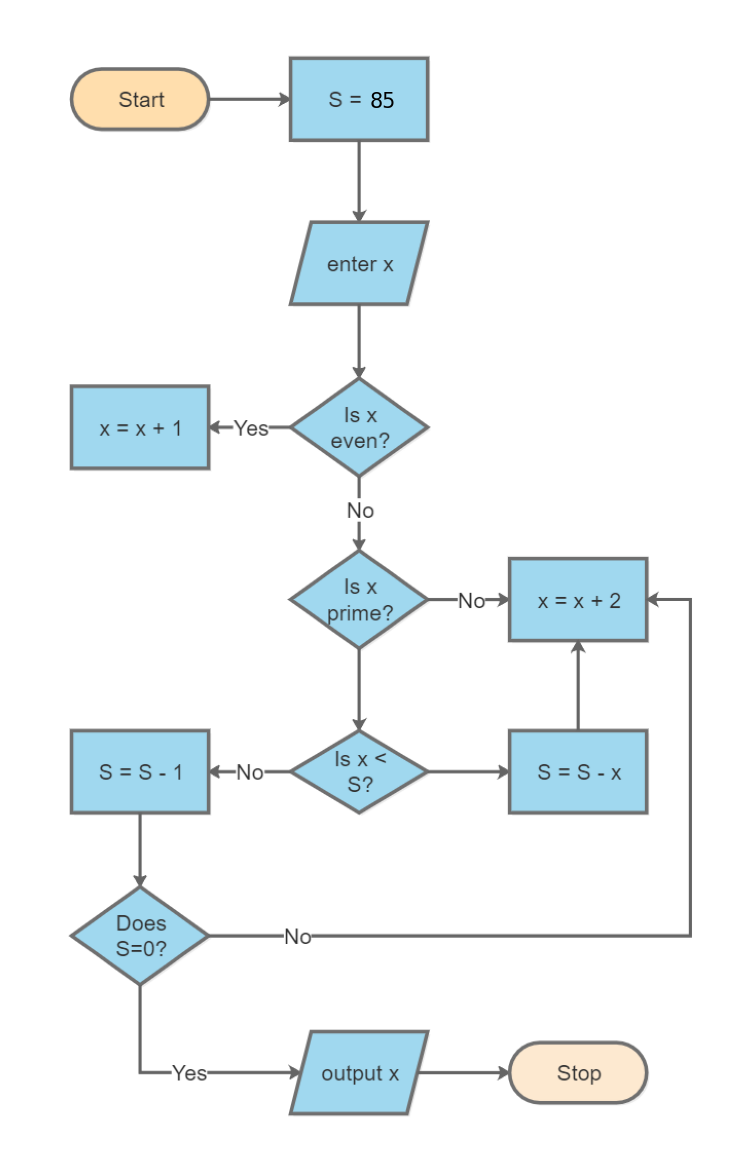 Start
S = 85
enter x
Is x
even?
Yes
x = x + 1
No
Is x
prime?
No
x = x + 2
Is x <
S?
No
S = S - 1
S = S - x
Does
S=0?
No
Yes
output x
Stop